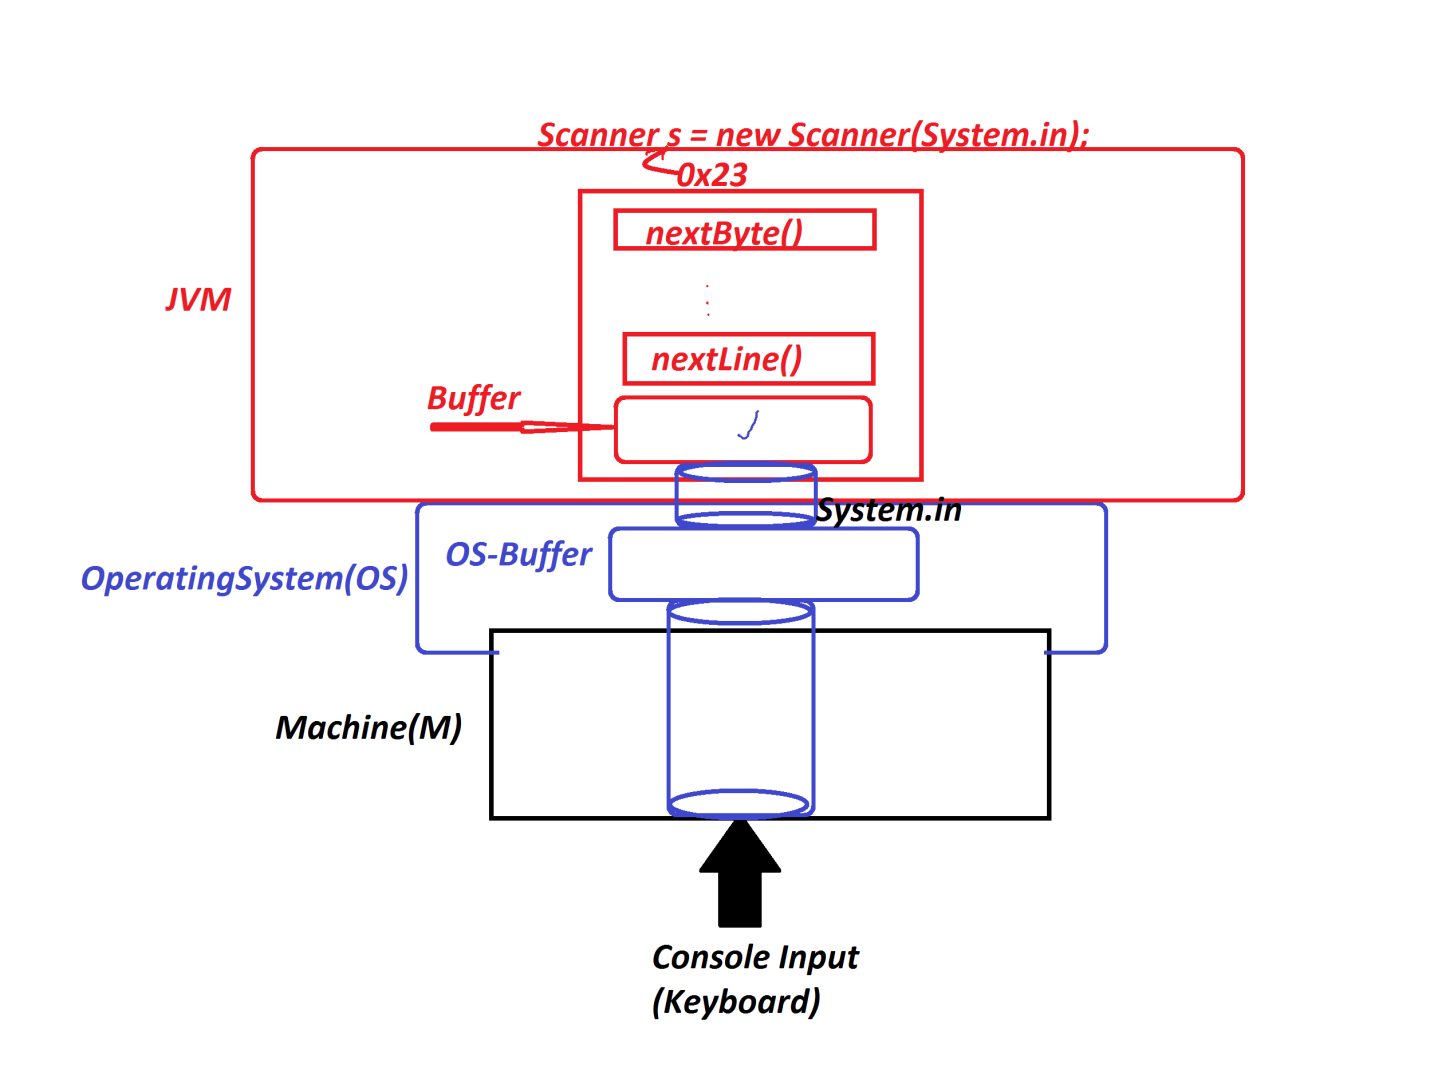 Scanner s = new Scanner(System.in);
0x23
nextByte()
JVM
nextLine()
Buffer
System.in
OS-Buffer
OperatingSystem(OS)
Machine(M)
Console Input
(Keyboard)